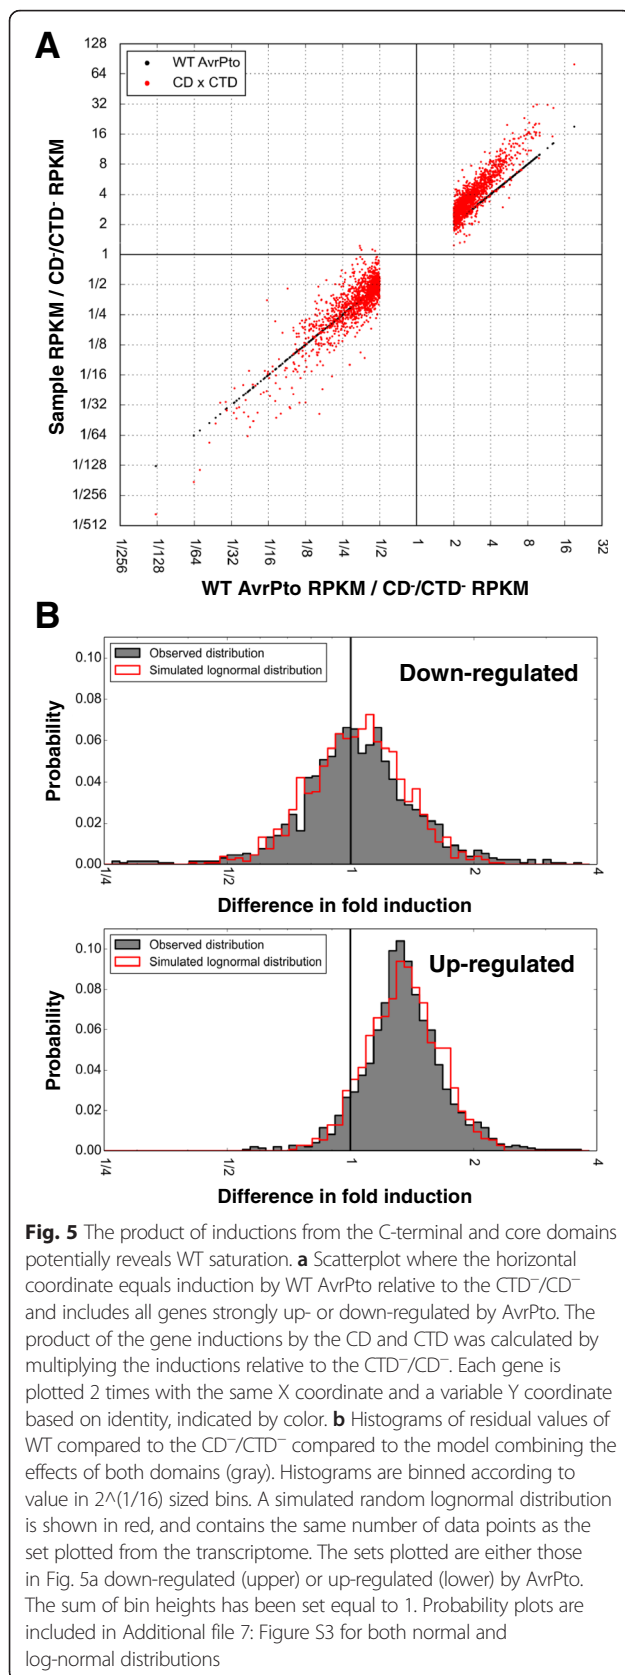 A
128
64
32
16
8
4
2
1
1/2
1/4
1/8
1/16
1/32
1/64
1/128
1/256
1/512
Sample RPKM / CD⁻/CTD⁻ RPKM
WT AvrPto
CD x CTD
1/256
1/128
1/64
1/32
1/16
1/8
1/4
1/2
1
2
4
8
16
32
WT AvrPto RPKM / CD⁻/CTD⁻ RPKM
B
Observed distribution
Simulated lognormal distribution
Down-regulated
Probability
0.10
0.08
0.06
0.04
0.02
0.00
1/4
1/2
1
2
4
Difference in fold induction
Observed distribution
Simulated lognormal distribution
Up-regulated
Probability
0.10
0.08
0.06
0.04
0.02
0.00
1/4
1/2
1
2
4
Difference in fold induction
Fig. 5 The product of inductions from the C-terminal and core domains
potentially reveals WT saturation. a Scatterplot where the horizontal
coordinate equals induction by WT AvrPto relative to the CTD⁻/CD⁻
and includes all genes strongly up- or down-regulated by AvrPto. The
product of the gene inductions by the CD and CTD was calculated by
multiplying the inductions relative to the CTD⁻/CD⁻. Each gene is
plotted 2 times with the same X coordinate and a variable Y coordinate
based on identity, indicated by color. b Histograms of residual values of
WT compared to the CD⁻/CTD⁻ compared to the model combining the
effects of both domains (gray). Histograms are binned according to
value in 2^(1/16) sized bins. A simulated random lognormal distribution
is shown in red, and contains the same number of data points as the
set plotted from the transcriptome. The sets plotted are either those
in Fig. 5a down-regulated (upper) or up-regulated (lower) by AvrPto.
The sum of bin heights has been set equal to 1. Probability plots are
included in Additional file 7: Figure S3 for both normal and
log-normal distributions